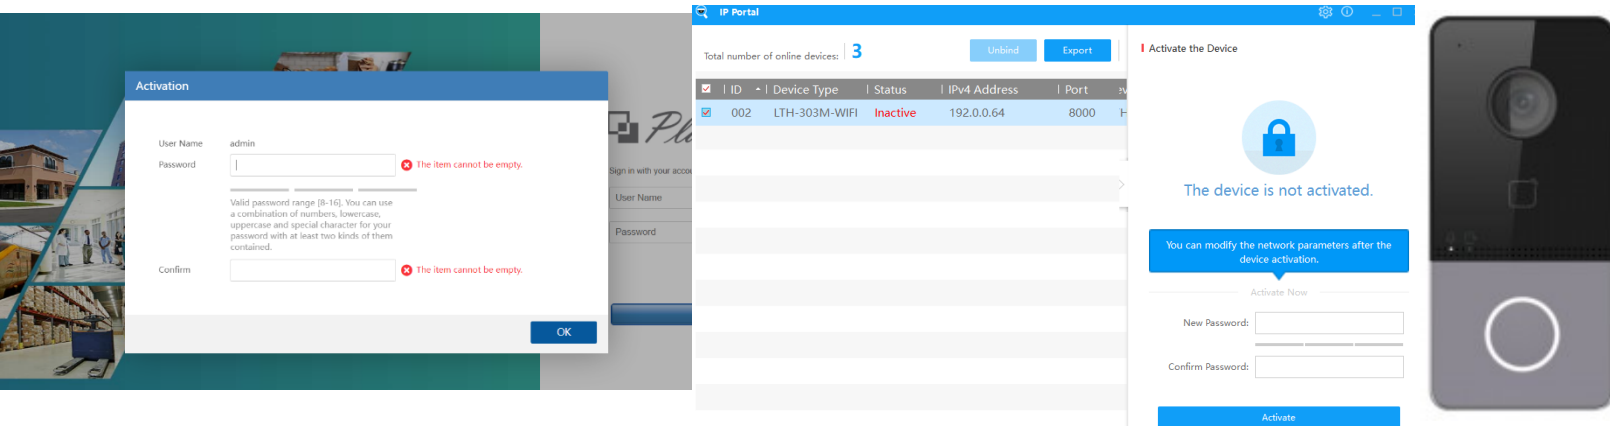 Activation
User Name admin
Password
The item cannot be empty.
Valid password range [8-16]. You can use
a combination of numbers, lowercase,
uppercase and special character for your
password with at least two kinds of them
contained.
Confirm
The item cannot be empty.
OK
Sign in with your
User Name
Password
IP Portal
Total number of online devices: 3
Unbind
Export
ID Device Type Status IPv4 Address Port
002 LTH-303M-WIFI Inactive 192.0.0.64 8000
Activate the Device
The device is not activated.
You can modify the network parameters after the
device activation.
Activate Now
New Password:
Confirm Password:
Activate